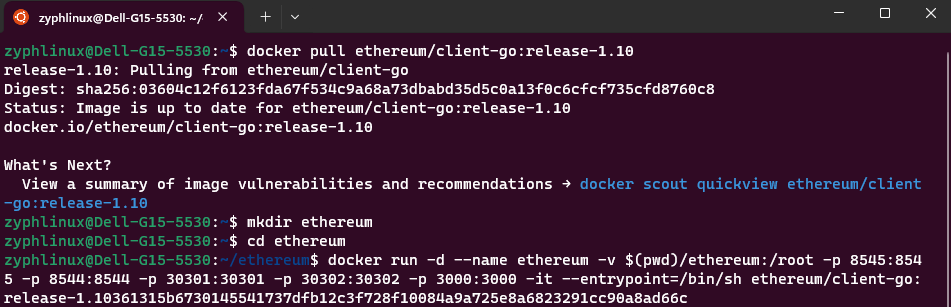 zyphlinux@Dell-G15-5530: ~/
zyphlinux@Dell-G15-5530:~$ docker pull ethereum/client-go:release-1.10
release-1.10: Pulling from ethereum/client-go
Digest: sha256:03604c12f6123fda67f534c9a68a73dbabd35d5c0a13f0c6cfcf735cfd8760c8
Status: Image is up to date for ethereum/client-go:release-1.10
docker.io/ethereum/client-go:release-1.10
What's Next?
View a summary of image vulnerabilities and recommendations → docker scout quickview ethereum/client
-go:release-1.10
zyphlinux@Dell-G15-5530:~$ mkdir ethereum
zyphlinux@Dell-G15-5530:~$ cd ethereum
zyphlinux@Dell-G15-5530:~/ethereum$ docker run -d --name ethereum -v $(pwd)/ethereum:/root -p 8545:854
5 -p 8544:8544 -p 30301:30301 -p 30302:30302 -p 3000:3000 -it --entrypoint=/bin/sh ethereum/client-go:
release-1.10361315b6730145541737dfb12c3f728f10084a9a725e8a6823291cc90a8ad66c